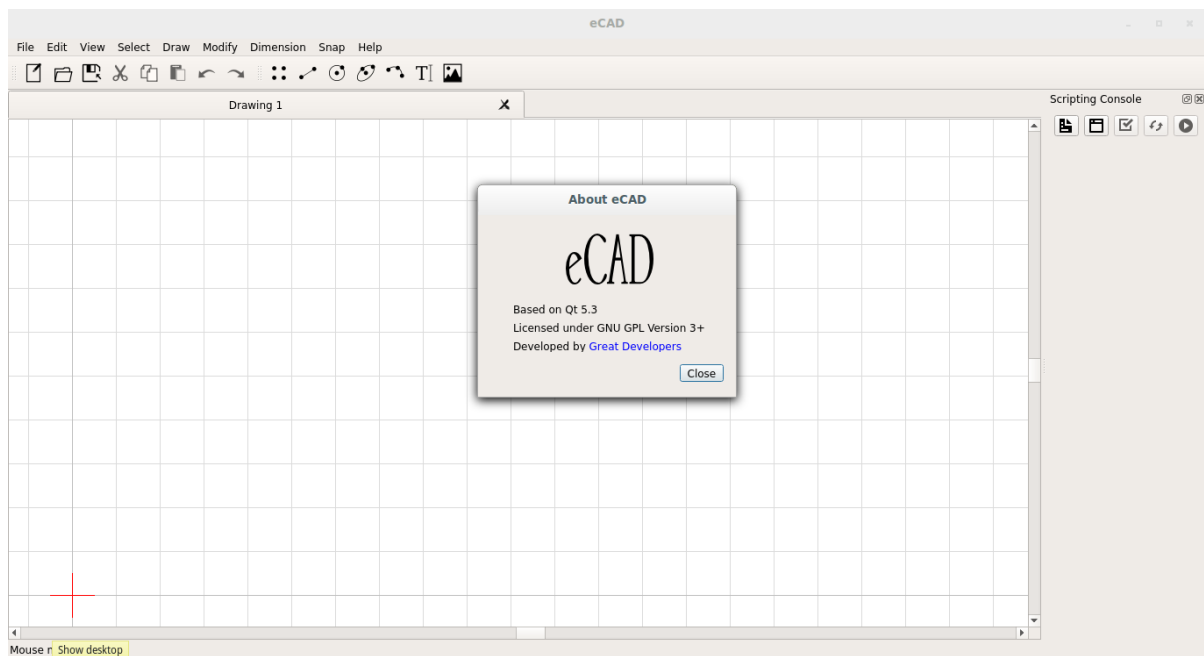 eCAD
File Edit View Select Draw Modify Dimension Snap Help
T
Drawing 1
Scripting Console
About eCAD
eCAD
Based on Qt 5.3
Licensed under GNU GPL Version 3+
Developed by Great Developers
Close
Mouse
Show desktop